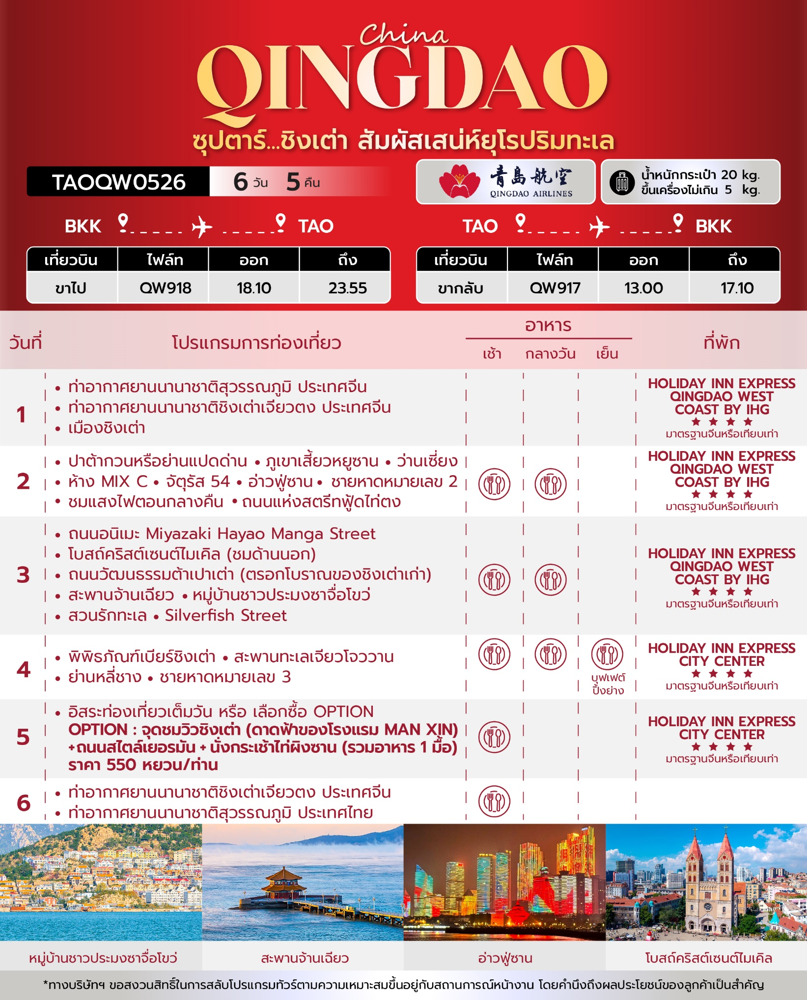 China
QINGDAO
ซุปตาร์...ชิงเต่า สัมผัสเสน่ห์ยุโรปริมทะเล
TAOQW0526 6 วัน 5 คืน
青島航空
QINGDAO AIRLINES
น้ำหนักกระเป๋า 20 kg.
ขึ้นเครื่องไม่เกิน 5 kg.
BKK TAO
TAO BKK
เที่ยวบิน ไฟล์ท ออก ถึง
ขาไป QW918 18.10 23.55
เที่ยวบิน ไฟล์ท ออก ถึง
ขากลับ QW917 13.00 17.10
วันที่ โปรแกรมการท่องเที่ยว อาหาร ที่พัก
เช้า กลางวัน เย็น
1
• ท่าอากาศยานนานาชาติสุวรรณภูมิ ประเทศจีน
• ท่าอากาศยานนานาชาติชิงเต่าเจียวตง ประเทศจีน
• เมืองชิงเต่า
HOLIDAY INN EXPRESS
QINGDAO WEST
COAST BY IHG
★ ★ ★ ★
มาตรฐานจีนหรือเทียบเท่า
2
• ปาต้ากวนหรือย่านแปดด่าน • ภูเขาเสี้ยวหยูซาน • ว่านเซี่ยง
• ห้าง MIX C • จัตุรัส 54 • อ่าวฟู่ซาน • ชายหาดหมายเลข 2
• ชมแสงไฟตอนกลางคืน • ถนนแห่งสตรีทฟู้ดไท่ตง
HOLIDAY INN EXPRESS
QINGDAO WEST
COAST BY IHG
★ ★ ★ ★
มาตรฐานจีนหรือเทียบเท่า
3
• ถนนอนิเมะ Miyazaki Hayao Manga Street
• โบสถ์คริสต์เซนต์ไมเคิล (ชมด้านนอก)
• ถนนวัฒนธรรมต้าเปาเต่า (ตรอกโบราณของชิงเต่าเก่า)
• สะพานจ้านเฉียว • หมู่บ้านชาวประมงซาจื่อโขว่
• สวนรักทะเล • Silverfish Street
HOLIDAY INN EXPRESS
QINGDAO WEST
COAST BY IHG
★ ★ ★ ★
มาตรฐานจีนหรือเทียบเท่า
4
• พิพิธภัณฑ์เบียร์ชิงเต่า • สะพานทะเลเจียวโจววาน
• ย่านหลี่ชาง • ชายหาดหมายเลข 3
บุฟเฟต์
ปิ้งย่าง
HOLIDAY INN EXPRESS
CITY CENTER
★ ★ ★ ★
มาตรฐานจีนหรือเทียบเท่า
5
• อิสระท่องเที่ยวเต็มวัน หรือ เลือกซื้อ OPTION
OPTION : จุดชมวิวชิงเต่า (ดาดฟ้าของโรงแรม MAN XIN)
+ถนนสไตล์เยอรมัน + นั่งกระเช้าไท่ผิงซาน (รวมอาหาร 1 มื้อ)
ราคา 550 หยวน/ท่าน
HOLIDAY INN EXPRESS
CITY CENTER
★ ★ ★ ★
มาตรฐานจีนหรือเทียบเท่า
6
• ท่าอากาศยานนานาชาติชิงเต่าเจียวตง ประเทศจีน
• ท่าอากาศยานนานาชาติสุวรรณภูมิ ประเทศไทย
หมู่บ้านชาวประมงซาจื่อโขว่ สะพานจ้านเฉียว อ่าวฟู่ซาน โบสถ์คริสต์เซนต์ไมเคิล
*ทางบริษัทฯ ขอสงวนสิทธิ์ในการสลับโปรแกรมทัวร์ตามความเหมาะสมขึ้นอยู่กับสถานการณ์หน้างาน โดยคำนึงถึงผลประโยชน์ของลูกค้าเป็นสำคัญ